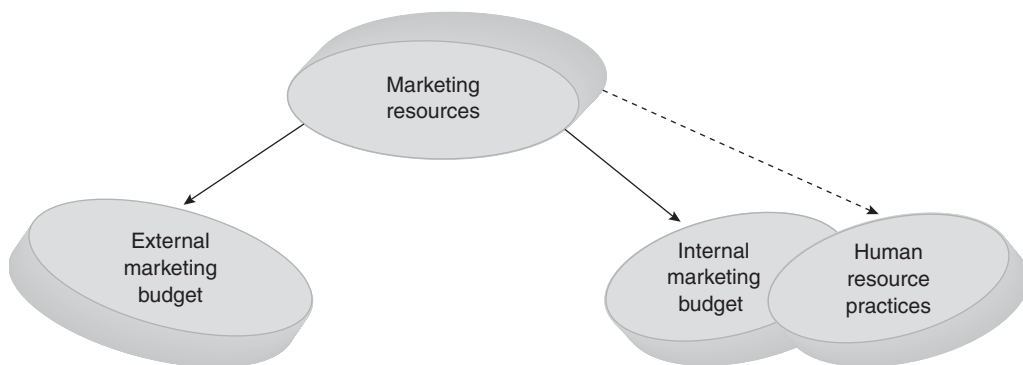 Marketing
resources
External
marketing
budget
Internal
marketing
budget
Human
resource
practices